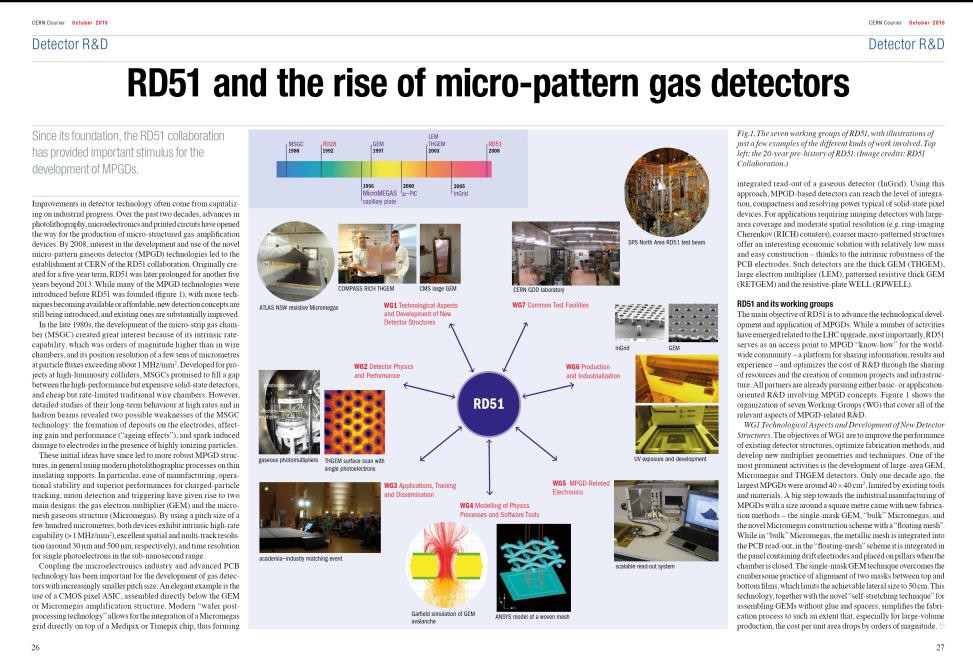 CERN Courier October 2015
CERN Courier October 2015
Detector R&D
Detector R&D
RD51 and the rise of micro-pattern gas detectors
Since its foundation, the RD51 collaboration
has provided important stimulus for the
development of MPGDs.
Improvements in detector technology often come from capitaliz-
ing on industrial progress. Over the past two decades, advances in
photolithography, microelectronics and printed circuits have opened
the way for the production of micro-structured gas-amplification
devices. By 2008, interest in the development and use of the novel
micro-pattern gaseous detector (MPGD) technologies led to the
establishment at CERN of the RD51 collaboration. Originally cre-
ated for a five-year term, RD51 was later prolonged for another five
years beyond 2013. While many of the MPGD technologies were
introduced before RD51 was founded (figure 1), with more tech-
niques becoming available or affordable, new detection concepts are
still being introduced, and existing ones are substantially improved.
In the late 1980s, the development of the micro-strip gas cham-
ber (MSGC) created great interest because of its intrinsic rate-
capability, which was orders of magnitude higher than in wire
chambers, and its position resolution of a few tens of micrometres
at particle fluxes exceeding about 1 MHz/mm². Developed for pro-
jects at high-luminosity colliders, MSGCs promised to fill a gap
between the high-performance but expensive solid-state detectors,
and cheap but rate-limited traditional wire chambers. However,
detailed studies of their long-term behaviour at high rates and in
hadron beams revealed two possible weaknesses of the MSGC
technology: the formation of deposits on the electrodes, affect-
ing gain and performance ("ageing effects"), and spark-induced
damage to electrodes in the presence of highly ionizing particles.
These initial ideas have since led to more robust MPGD struc-
tures, in general using modern photolithographic processes on thin
insulating supports. In particular, ease of manufacturing, opera-
tional stability and superior performances for charged-particle
tracking, muon detection and triggering have given rise to two
main designs: the gas electron-multiplier (GEM) and the micro-
mesh gaseous structure (Micromegas). By using a pitch size of a
few hundred micrometres, both devices exhibit intrinsic high-rate
capability (> 1 MHz/mm²), excellent spatial and multi-track resolu-
tion (around 30 μm and 500 μm, respectively), and time resolution
for single photoelectrons in the sub-nanosecond range.
Coupling the microelectronics industry and advanced PCB
technology has been important for the development of gas detec-
tors with increasingly smaller pitch size. An elegant example is the
use of a CMOS pixel ASIC, assembled directly below the GEM
or Micromegas amplification structure. Modern "wafer post-
processing technology" allows for the integration of a Micromegas
grid directly on top of a Medipix or Timepix chip, thus forming
MSGC
1988
RD28
1992
GEM
1997
LEM
THGEM
2003
RD51
2008
1996
MicroMEGAS
capillary plate
2000
μ-PIC
2005
InGrid
SPS North Area RD51 test beam
ATLAS NSW resistive Micromegas
COMPASS RICH THGEM
CMS large GEM
CERN GDD laboratory
WG1 Technological Aspects
and Development of New
Detector Structures
WG7 Common Test Facilities
InGrid
GEM
WG2 Detector Physics
and Performance
WG6 Production
and Industrialization
RD51
gaseous photomultipliers
THGEM surface scan with
single photoelectrons
UV exposure and development
WG3 Applications, Training
and Dissemination
WG5 MPGD-Related
Electronics
WG4 Modelling of Physics
Processes and Software Tools
academia–industry matching event
scalable read-out system
Garfield simulation of GEM
avalanche
ANSYS model of a woven mesh
Fig.1. The seven working groups of RD51, with illustrations of
just a few examples of the different kinds of work involved. Top
left: the 20-year pre-history of RD51. (Image credits: RD51
Collaboration.)
integrated read-out of a gaseous detector (InGrid). Using this
approach, MPGD-based detectors can reach the level of integra-
tion, compactness and resolving power typical of solid-state pixel
devices. For applications requiring imaging detectors with large-
area coverage and moderate spatial resolution (e.g. ring-imaging
Cherenkov (RICH) counters), coarser macro-patterned structures
offer an interesting economic solution with relatively low mass
and easy construction – thanks to the intrinsic robustness of the
PCB electrodes. Such detectors are the thick GEM (THGEM),
large electron multiplier (LEM), patterned resistive thick GEM
(RETGEM) and the resistive-plate WELL (RPWELL).
RD51 and its working groups
The main objective of RD51 is to advance the technological devel-
opment and application of MPGDs. While a number of activities
have emerged related to the LHC upgrade, most importantly, RD51
serves as an access point to MPGD "know-how" for the world-
wide community – a platform for sharing information, results and
experience – and optimizes the cost of R&D through the sharing
of resources and the creation of common projects and infrastruc-
ture. All partners are already pursuing either basic- or application-
oriented R&D involving MPGD concepts. Figure 1 shows the
organization of seven Working Groups (WG) that cover all of the
relevant aspects of MPGD-related R&D.
WG1 Technological Aspects and Development of New Detector
Structures. The objectives of WG1 are to improve the performance
of existing detector structures, optimize fabrication methods, and
develop new multiplier geometries and techniques. One of the
most prominent activities is the development of large-area GEM,
Micromegas and THGEM detectors. Only one decade ago, the
largest MPGDs were around 40 × 40 cm², limited by existing tools
and materials. A big step towards the industrial manufacturing of
MPGDs with a size around a square metre came with new fabrica-
tion methods – the single-mask GEM, "bulk" Micromegas, and
the novel Micromegas construction scheme with a "floating mesh".
While in "bulk" Micromegas, the metallic mesh is integrated into
the PCB read-out, in the "floating-mesh" scheme it is integrated in
the panel containing drift electrodes and placed on pillars when the
chamber is closed. The single-mask GEM technique overcomes the
cumbersome practice of alignment of two masks between top and
bottom films, which limits the achievable lateral size to 50 cm. This
technology, together with the novel "self-stretching technique" for
assembling GEMs without glue and spacers, simplifies the fabri-
cation process to such an extent that, especially for large-volume
production, the cost per unit area drops by orders of magnitude.
26
27